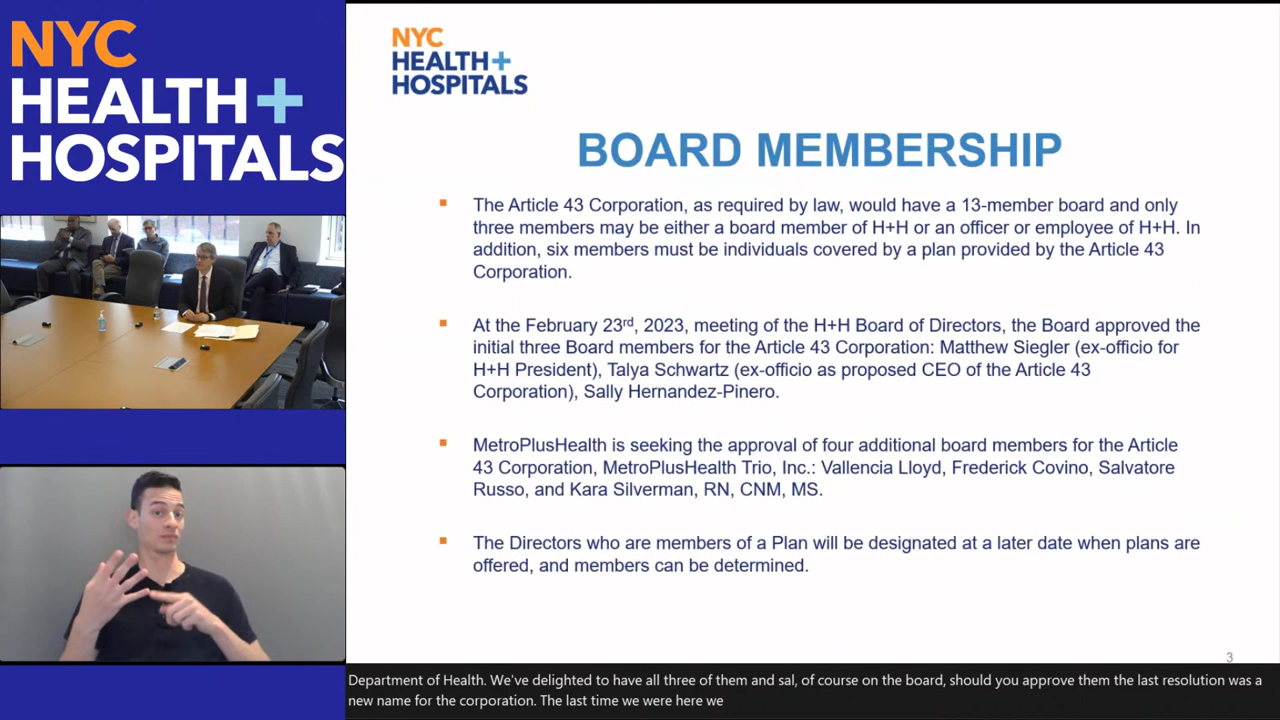 NYC
HEALTH+
HOSPITALS
NYC
HEALTH+
HOSPITALS
BOARD MEMBERSHIP
The Article 43 Corporation, as required by law, would have a 13-member board and only
three members may be either a board member of H+H or an officer or employee of H+H. In
addition, six members must be individuals covered by a plan provided by the Article 43
Corporation.
At the February 23rd, 2023, meeting of the H+H Board of Directors, the Board approved the
initial three Board members for the Article 43 Corporation: Matthew Siegler (ex-officio for
H+H President), Talya Schwartz (ex-officio as proposed CEO of the Article 43
Corporation), Sally Hernandez-Pinero.
MetroPlusHealth is seeking the approval of four additional board members for the Article
43 Corporation, MetroPlusHealth Trio, Inc.: Vallencia Lloyd, Frederick Covino, Salvatore
Russo, and Kara Silverman, RN, CNM, MS.
The Directors who are members of a Plan will be designated at a later date when plans are
offered, and members can be determined.
3
Department of Health. We've delighted to have all three of them and sal, of course on the board, should you approve them the last resolution was a
new name for the corporation. The last time we were here we